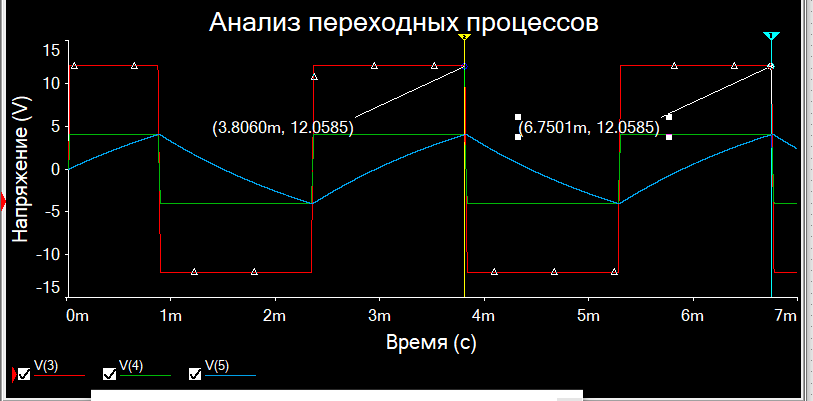 Анализ переходных процессов
Напряжение (V)
15
10
5
0
-5
-10
-15
(3.8060m, 12.0585)
(6.7501m, 12.0585)
0m 1m 2m 3m 4m 5m 6m 7m
Время (с)
V(3) V(4) V(5)